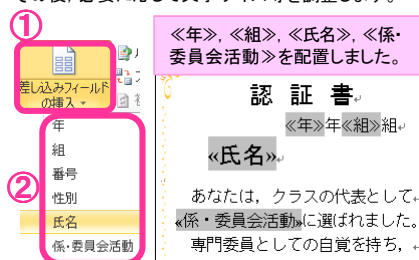 ①
差し込みフィールド
の挿入
②
年
組
番号
性別
氏名
係・委員会活動
≪年≫, ≪組≫, ≪氏名≫, ≪係・
委員会活動≫を配置しました。
認 証 書
≪年≫年≪組≫組
≪氏名≫
あなたは，クラスの代表として
≪係・委員会活動≫に選ばれました。
専門委員としての自覚を持ち，